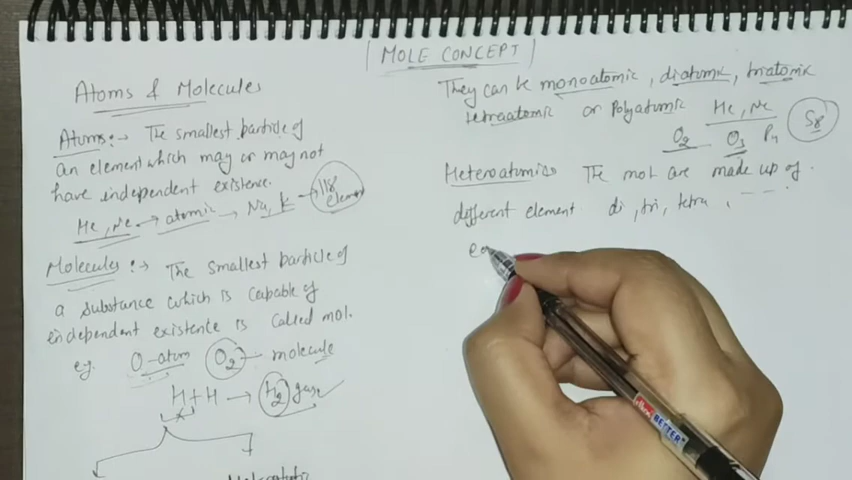 MOLE CONCEPT
Atoms & Molecules
Atoms :→ The smallest particle of
an element which may or may not
have independent existence.
He, Ne → atomic → Na, K → 118 element
Molecules :→ The smallest particle of
a substance which is capable of
independent existence is called mol.
eg. O-atom O2 molecule
H + H → H2 gas
They can be monoatomic, diatomic, triatomic
tetraatomic or Polyatomic He, Ne
O2 O3 P4 S8
Heteroatomic The mol are made up of
different element di, tri, tetra, - - -
BETTER